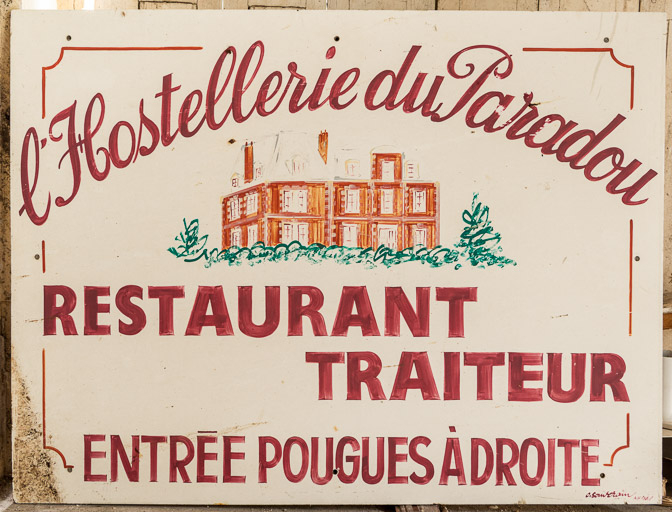 l'Hostellerie du Paradou
RESTAURANT
TRAITEUR
ENTRÉE POUGUES À DROITE